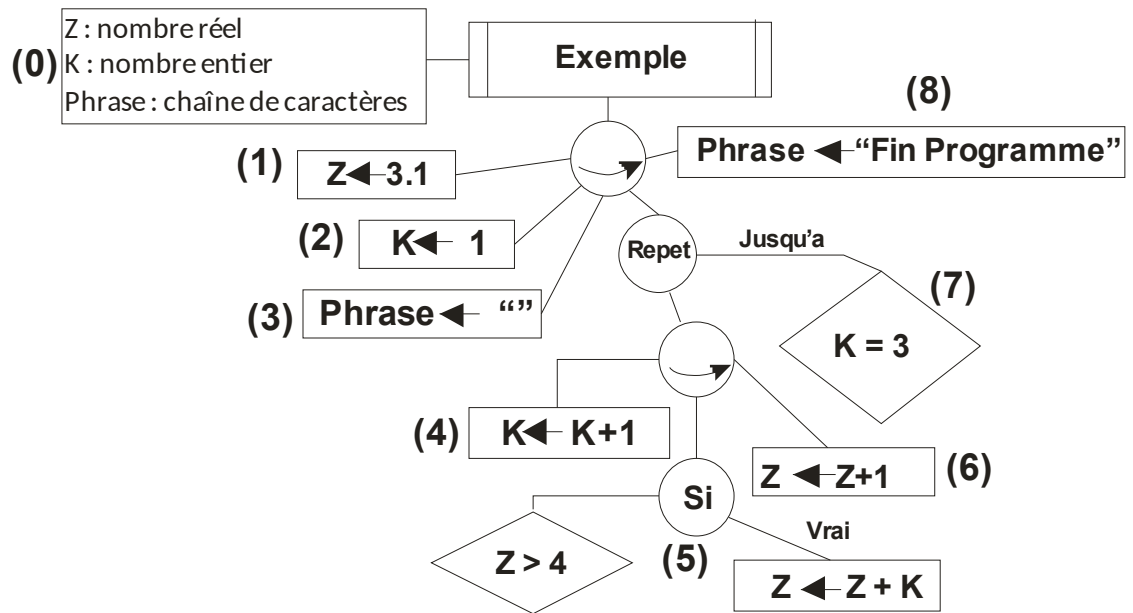 (0)
Z : nombre réel
K : nombre entier
Phrase : chaîne de caractères
Exemple
(8)
Phrase ← “Fin Programme”
(1)
Z ← 3.1
(2)
K ← 1
(3)
Phrase ← “”
Repet
Jusqu'a
(7)
K = 3
(4)
K ← K+1
(6)
Z ← Z+1
Si
(5)
Z > 4
Vrai
Z ← Z + K